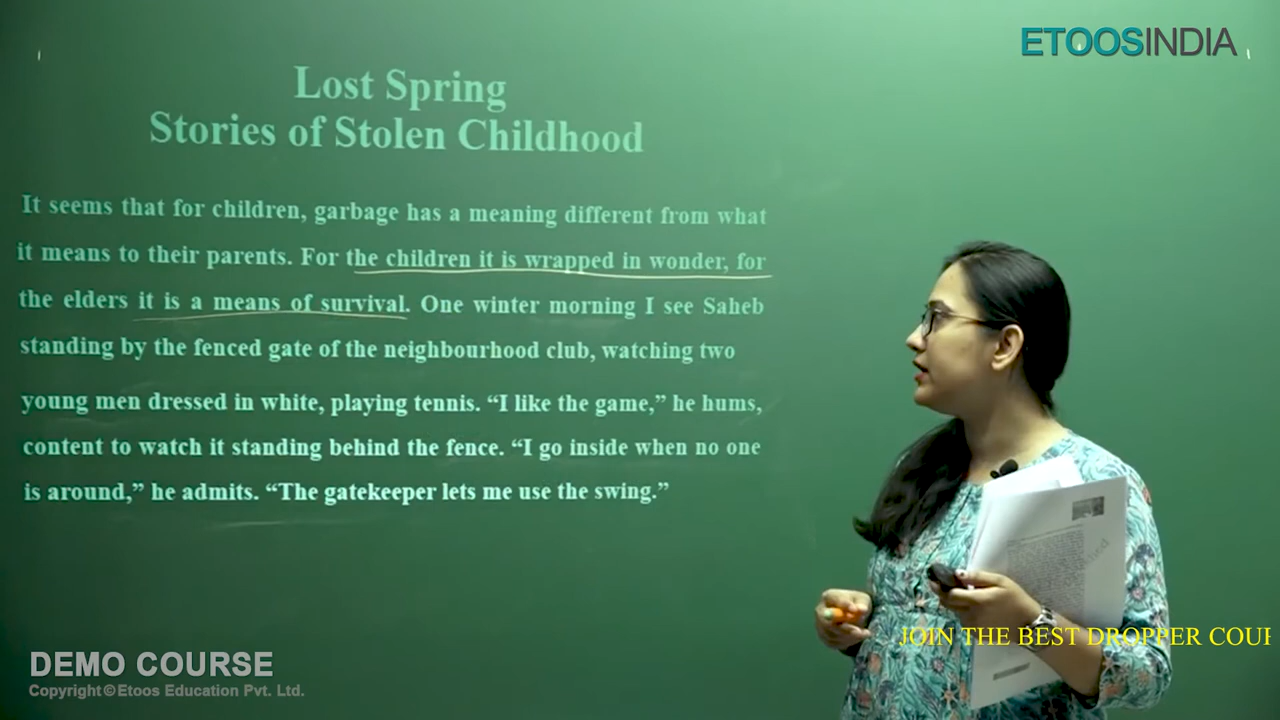 ETOOSINDIA
Lost Spring
Stories of Stolen Childhood
It seems that for children, garbage has a meaning different from what
it means to their parents. For the children it is wrapped in wonder, for
the elders it is a means of survival. One winter morning I see Saheb
standing by the fenced gate of the neighbourhood club, watching two
young men dressed in white, playing tennis. “I like the game,” he hums,
content to watch it standing behind the fence. “I go inside when no one
is around,” he admits. “The gatekeeper lets me use the swing.”
JOIN THE BEST DROPPER
DEMO COURSE
Copyright © Etoos Education Pvt. Ltd.